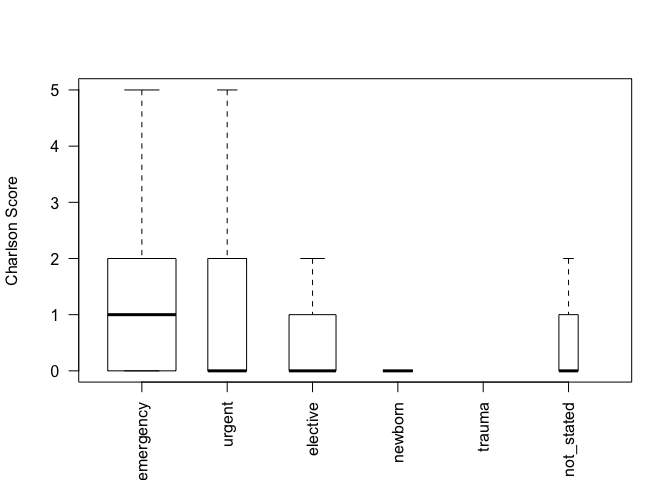 Charlson Score
5
4
3
2
1
0
emergency
urgent
elective
newborn
trauma
not_stated